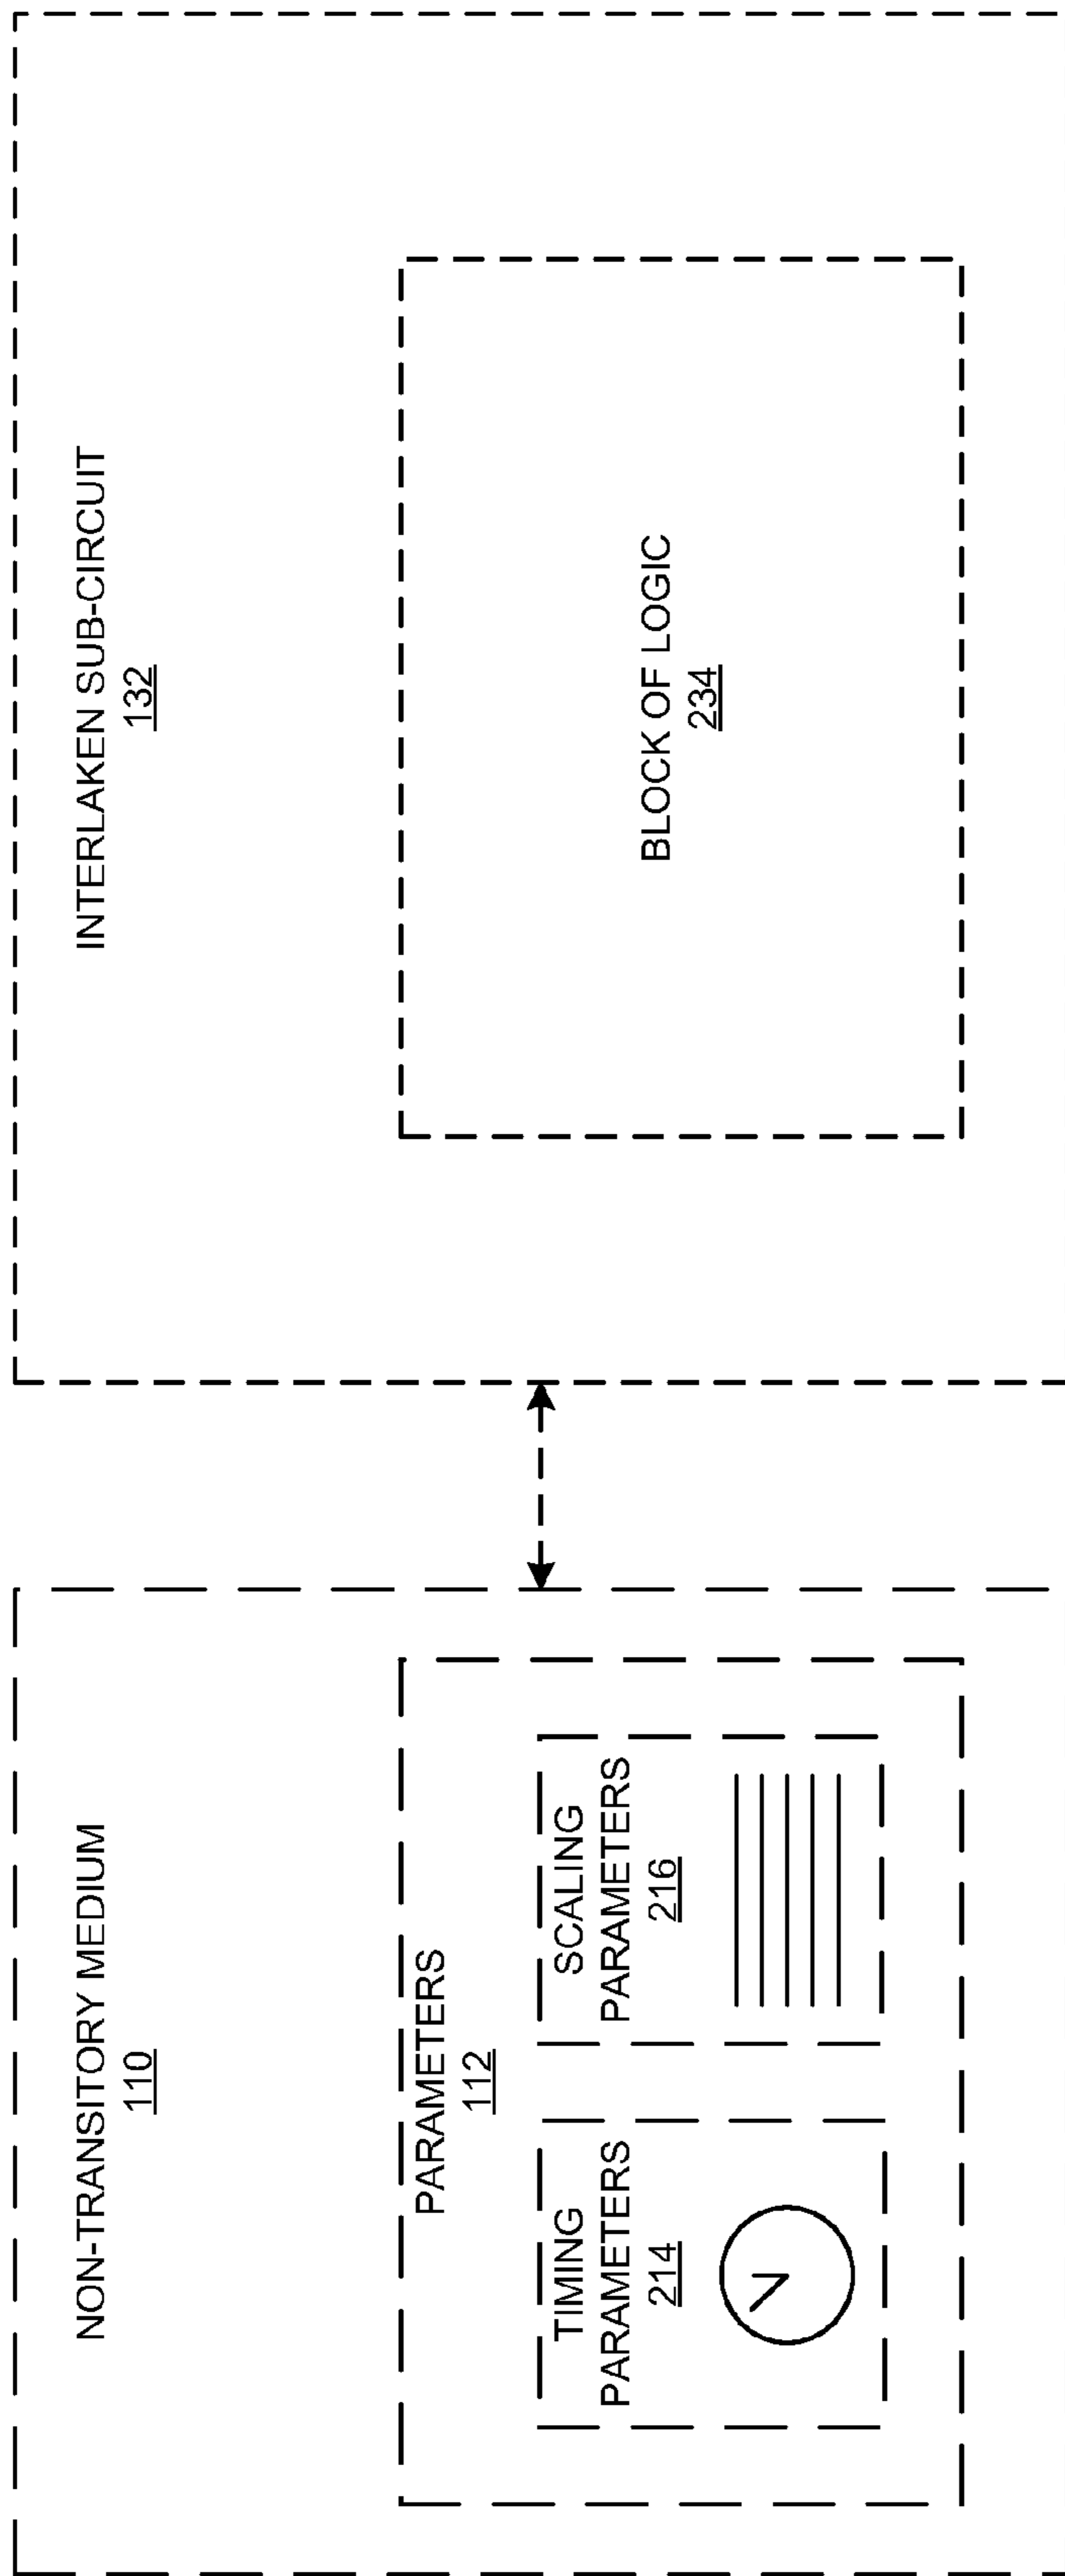 NON-TRANSITORY MEDIUM
110
PARAMETERS
112
TIMING
PARAMETERS
214
SCALING
PARAMETERS
216
INTERLAKEN SUB-CIRCUIT
132
BLOCK OF LOGIC
234